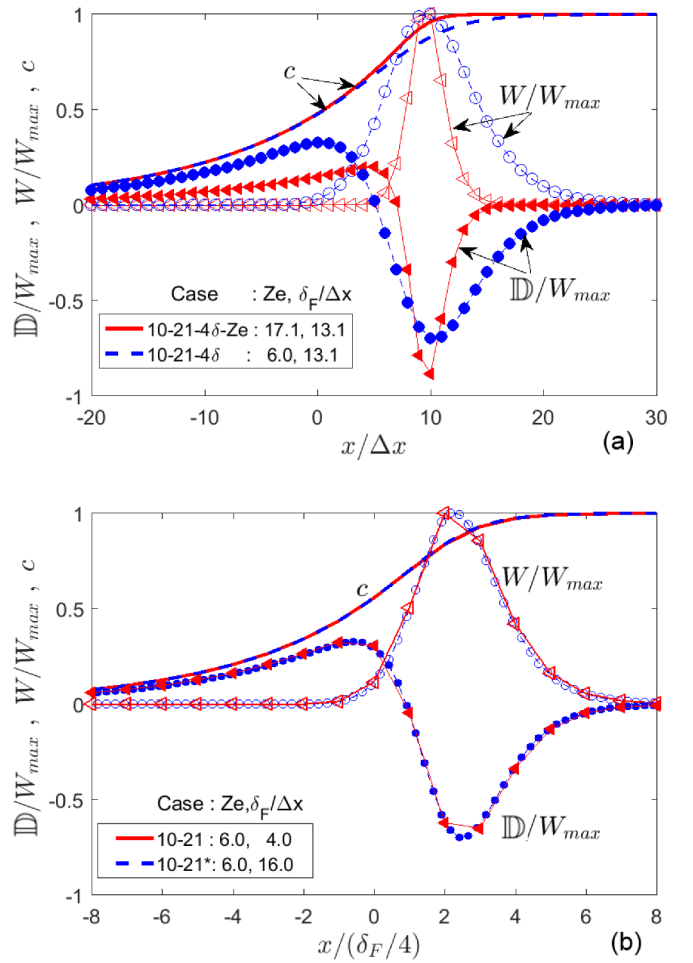 𝔻/W_max , W/W_max , c
1
0.5
0
-0.5
-1
c
W/W_max
𝔻/W_max
Case : Ze, δ_F/Δx
10-21-4δ-Ze : 17.1, 13.1
10-21-4δ : 6.0, 13.1
-20
-10
0
10
20
30
x/Δx
(a)
𝔻/W_max , W/W_max , c
1
0.5
0
-0.5
-1
c
W/W_max
𝔻/W_max
Case : Ze,δ_F/Δx
10-21 : 6.0, 4.0
10-21*: 6.0, 16.0
-8
-6
-4
-2
0
2
4
6
8
x/(δ_F/4)
(b)